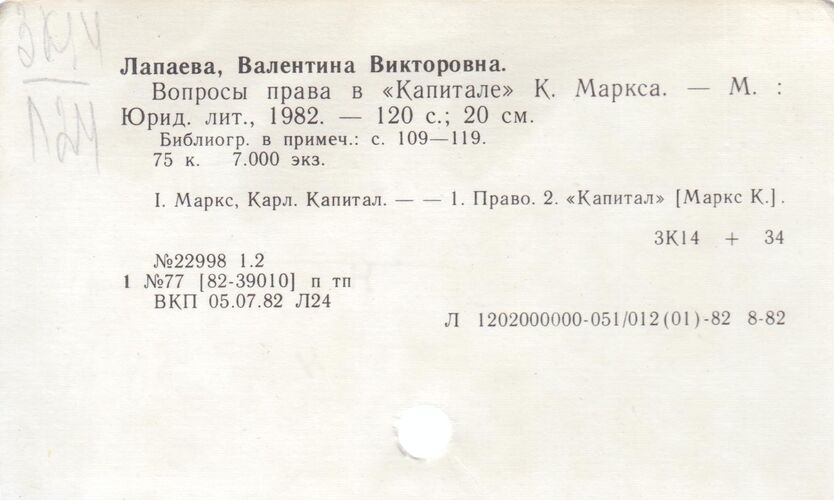 3К14
Л24
Лапаева, Валентина Викторовна.
Вопросы права в «Капитале» К. Маркса. — М. :
Юрид. лит., 1982. — 120 с.; 20 см.
Библиогр. в примеч.: с. 109—119.
75 к. 7.000 экз.
I. Маркс, Карл. Капитал. — — 1. Право. 2. «Капитал» [Маркс К.].
3К14 + 34
№22998 1.2
1 №77 [82-39010] п тп
ВКП 05.07.82 Л24
Л 1202000000-051/012(01)-82 8-82